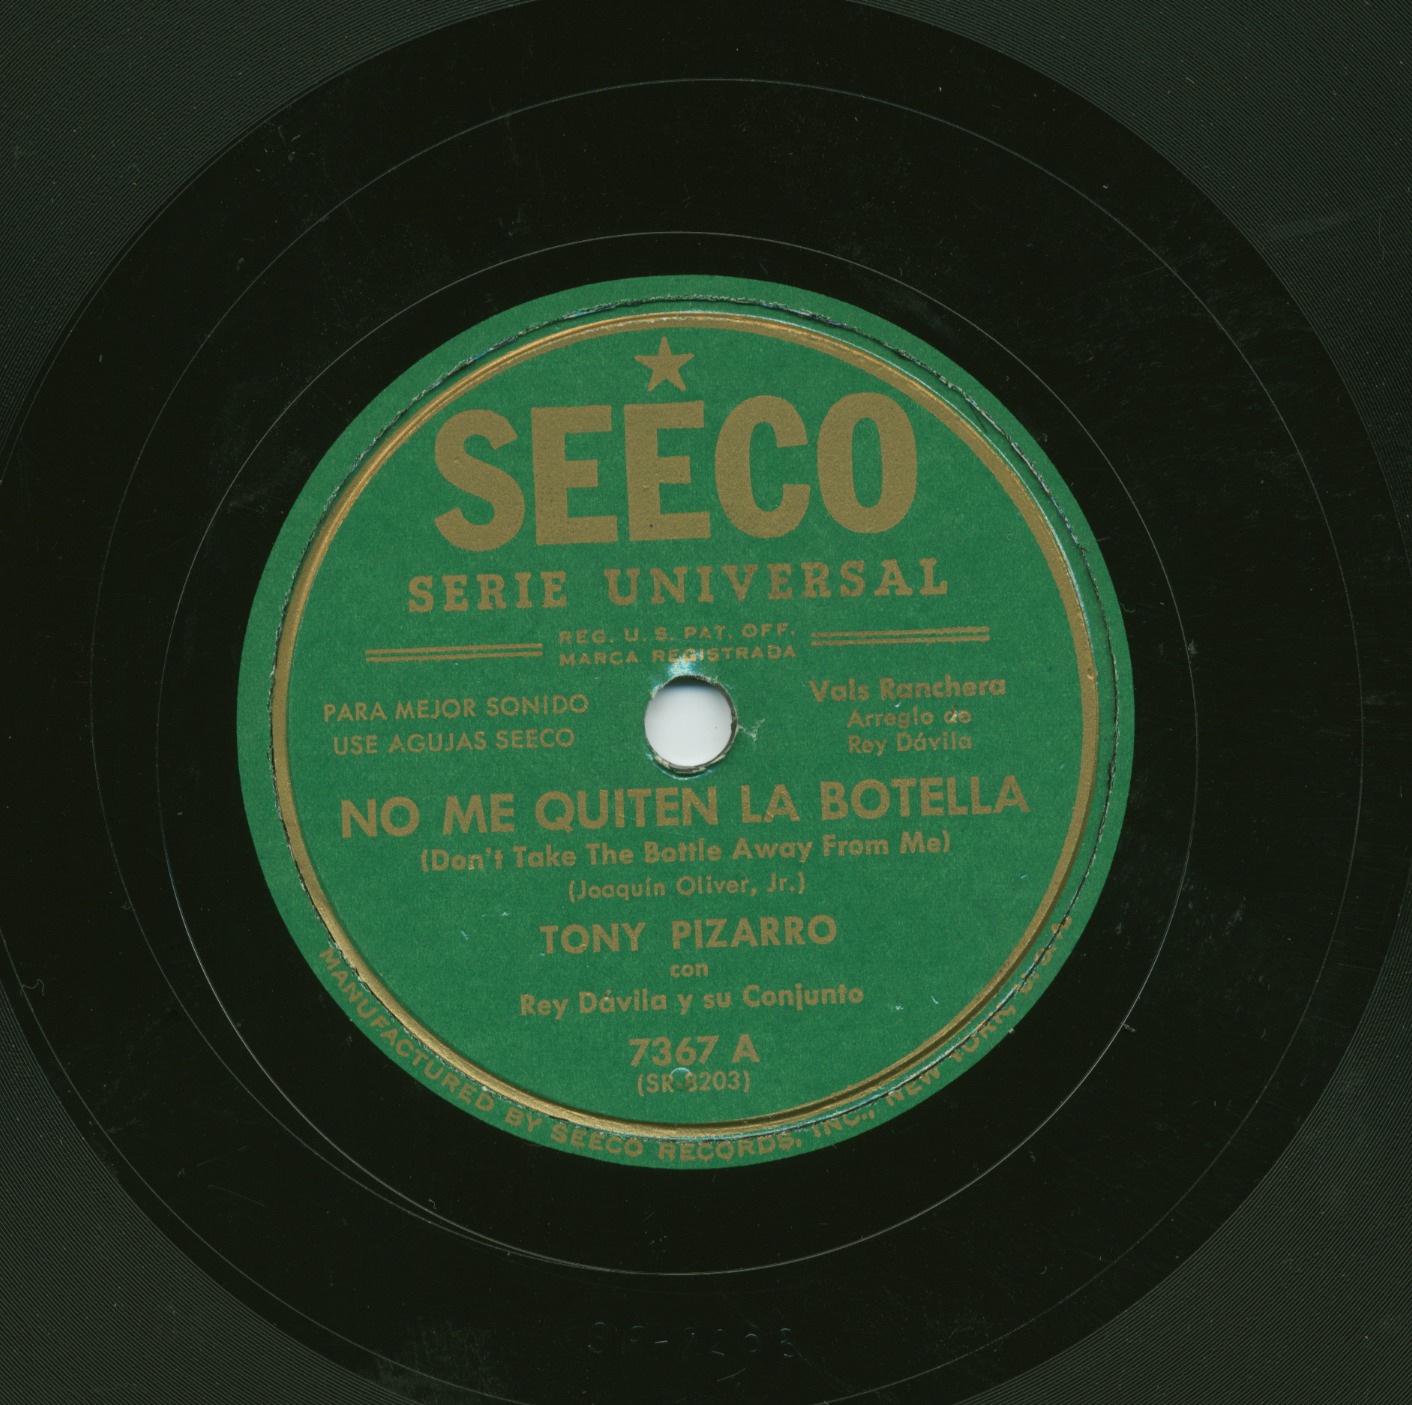 SEECO
SERIE UNIVERSAL
REG. U. S. PAT. OFF.
MARCA REGISTRADA
PARA MEJOR SONIDO
USE AGUJAS SEECO
Vals Ranchera
Arreglo de
Rey Dávila
NO ME QUITEN LA BOTELLA
(Don't Take The Bottle Away From Me)
(Joaquín Oliver, Jr.)
TONY PIZARRO
con
Rey Dávila y su Conjunto
7367 A
(SR-8203)
MANUFACTURED BY SEECO RECORDS, INC., NEW YORK, U. S. A.